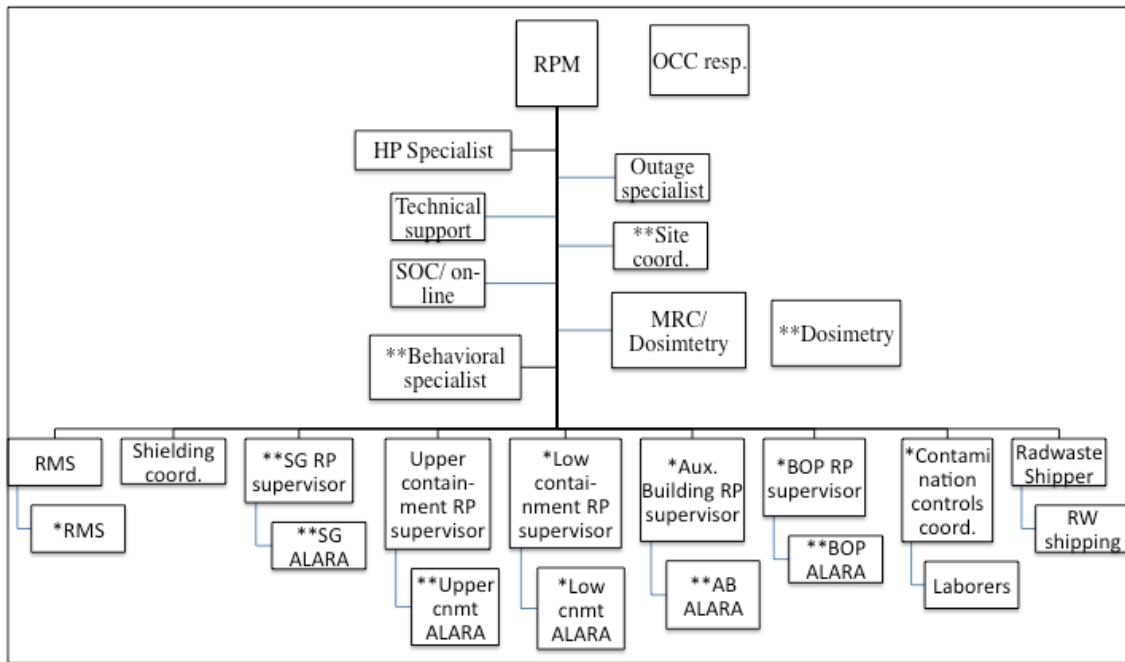 RPM
OCC resp.
HP Specialist
Outage
specialist
Technical
support
**Site
coord.
SOC/ on-
line
MRC/
Dosimtetry
**Dosimetry
**Behavioral
specialist
RMS
Shielding
coord.
**SG RP
supervisor
Upper
contain-
ment RP
supervisor
*Low
contai-
nment RP
supervisor
*Aux.
Building RP
supervisor
*BOP RP
supervisor
*Contami
nation
controls
coord.
Radwaste
Shipper
*RMS
**SG
ALARA
**Upper
cnmt
ALARA
*Low
cnmt
ALARA
**AB
ALARA
**BOP
ALARA
Laborers
RW
shipping